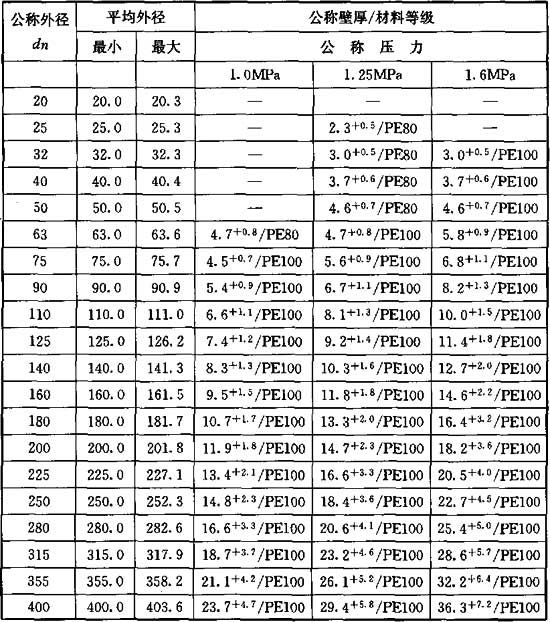 公称外径 平均外径 公称壁厚/材料等级
dn 最小 最大 公称压力
1.0MPa 1.25MPa 1.6MPa
20 20.0 20.3 — — —
25 25.0 25.3 — 2.3+0.5/PE80 —
32 32.0 32.3 — 3.0+0.5/PE80 3.0+0.5/PE100
40 40.0 40.4 — 3.7+0.6/PE80 3.7+0.6/PE100
50 50.0 50.5 — 4.6+0.7/PE80 4.6+0.7/PE100
63 63.0 63.6 4.7+0.8/PE80 4.7+0.8/PE100 5.8+0.9/PE100
75 75.0 75.7 4.5+0.7/PE100 5.6+0.9/PE100 6.8+1.1/PE100
90 90.0 90.9 5.4+0.9/PE100 6.7+1.1/PE100 8.2+1.3/PE100
110 110.0 111.0 6.6+1.1/PE100 8.1+1.3/PE100 10.0+1.5/PE100
125 125.0 126.2 7.4+1.2/PE100 9.2+1.4/PE100 11.4+1.8/PE100
140 140.0 141.3 8.3+1.3/PE100 10.3+1.6/PE100 12.7+2.0/PE100
160 160.0 161.5 9.5+1.5/PE100 11.8+1.8/PE100 14.6+2.2/PE100
180 180.0 181.7 10.7+1.7/PE100 13.3+2.0/PE100 16.4+3.2/PE100
200 200.0 201.8 11.9+1.8/PE100 14.7+2.3/PE100 18.2+3.6/PE100
225 225.0 227.1 13.4+2.1/PE100 16.6+3.3/PE100 20.5+4.0/PE100
250 250.0 252.3 14.8+2.3/PE100 18.4+3.6/PE100 22.7+4.5/PE100
280 280.0 282.6 16.6+3.3/PE100 20.6+4.1/PE100 25.4+5.0/PE100
315 315.0 317.9 18.7+3.7/PE100 23.2+4.6/PE100 28.6+5.7/PE100
355 355.0 358.2 21.1+4.2/PE100 26.1+5.2/PE100 32.2+6.4/PE100
400 400.0 403.6 23.7+4.7/PE100 29.4+5.8/PE100 36.3+7.2/PE100